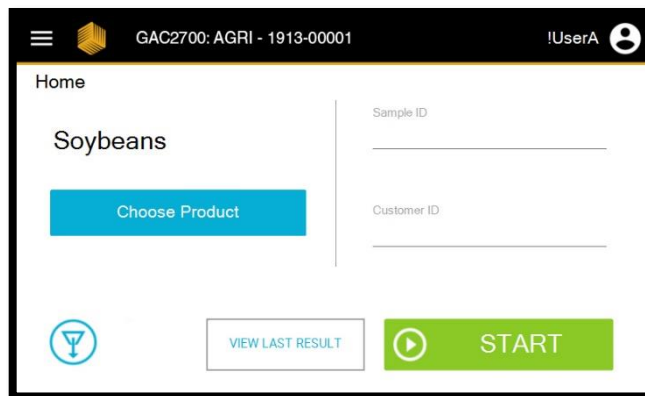 GAC2700: AGRI - 1913-00001
!UserA
Home
Soybeans
Choose Product
Sample ID
Customer ID
VIEW LAST RESULT
START